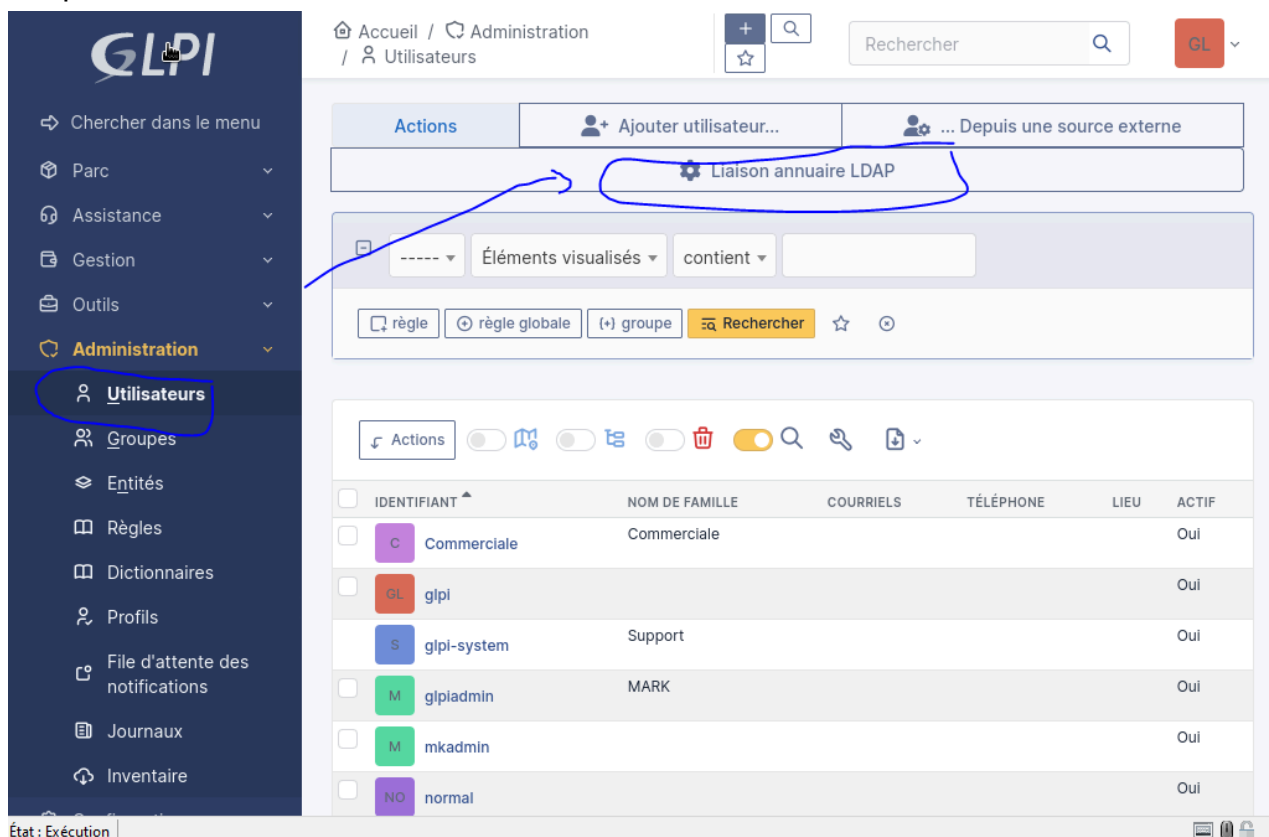 GLPI
Accueil / Administration
/ Utilisateurs
Rechercher
GL
Chercher dans le menu
Parc
Assistance
Gestion
Outils
Administration
Utilisateurs
Groupes
Entités
Règles
Dictionnaires
Profils
File d'attente des
notifications
Journaux
Inventaire
Actions
Ajouter utilisateur...
... Depuis une source externe
Liaison annuaire LDAP
----- Éléments visualisés contient
règle règle globale (+) groupe Rechercher
Actions
IDENTIFIANT NOM DE FAMILLE COURRIELS TÉLÉPHONE LIEU ACTIF
C Commerciale Commerciale Oui
GL glpi Oui
S glpi-system Support Oui
M glpiadmin MARK Oui
M mkadmin Oui
NO normal Oui
État : Exécution